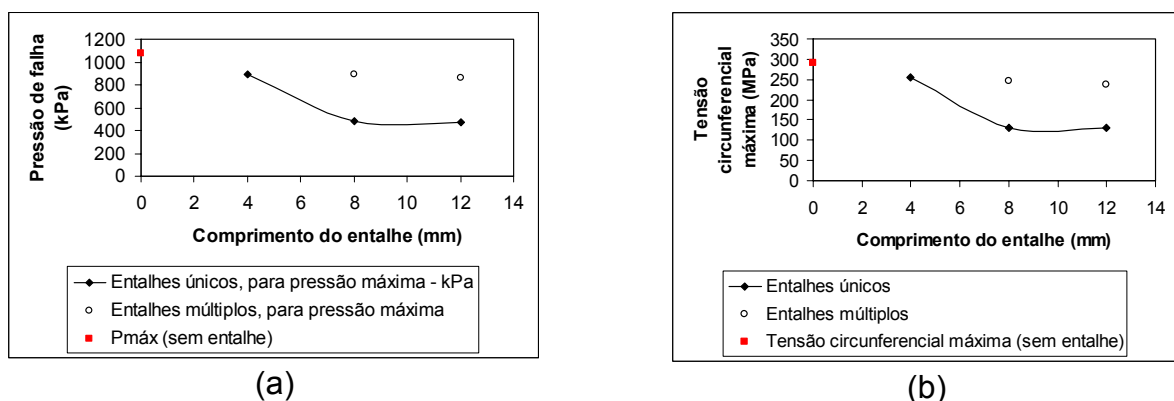 Pressão de falha
(kPa)
1200
1000
800
600
400
200
0
0 2 4 6 8 10 12 14
Comprimento do entalhe (mm)
Entalhes únicos, para pressão máxima - kPa
Entalhes múltiplos, para pressão máxima
Pmáx (sem entalhe)
(a)
Tensão
circunferencial
máxima (MPa)
350
300
250
200
150
100
50
0
0 2 4 6 8 10 12 14
Comprimento do entalhe (mm)
Entalhes únicos
Entalhes múltiplos
Tensão circunferencial máxima (sem entalhe)
(b)